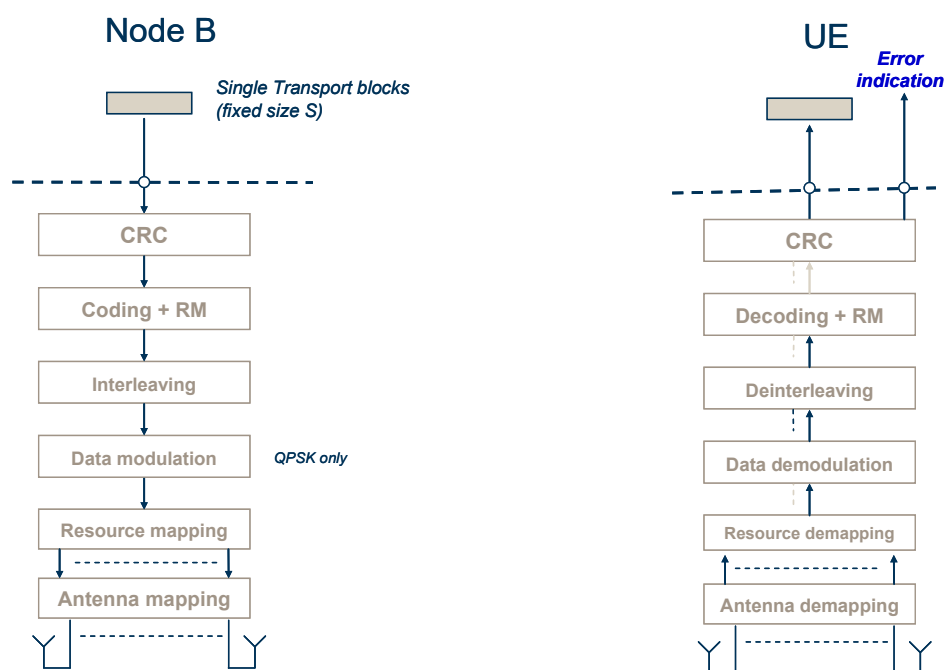 Node B
UE
Error
indication
Single Transport blocks
(fixed size S)
CRC
Coding + RM
Interleaving
Data modulation
QPSK only
Resource mapping
Antenna mapping
CRC
Decoding + RM
Deinterleaving
Data demodulation
Resource demapping
Antenna demapping